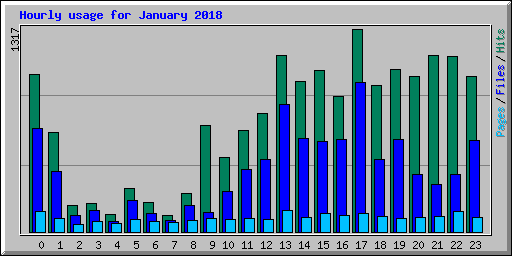 Hourly usage for January 2018
1317
Pages/Files/Hits
0 1 2 3 4 5 6 7 8 9 10 11 12 13 14 15 16 17 18 19 20 21 22 23